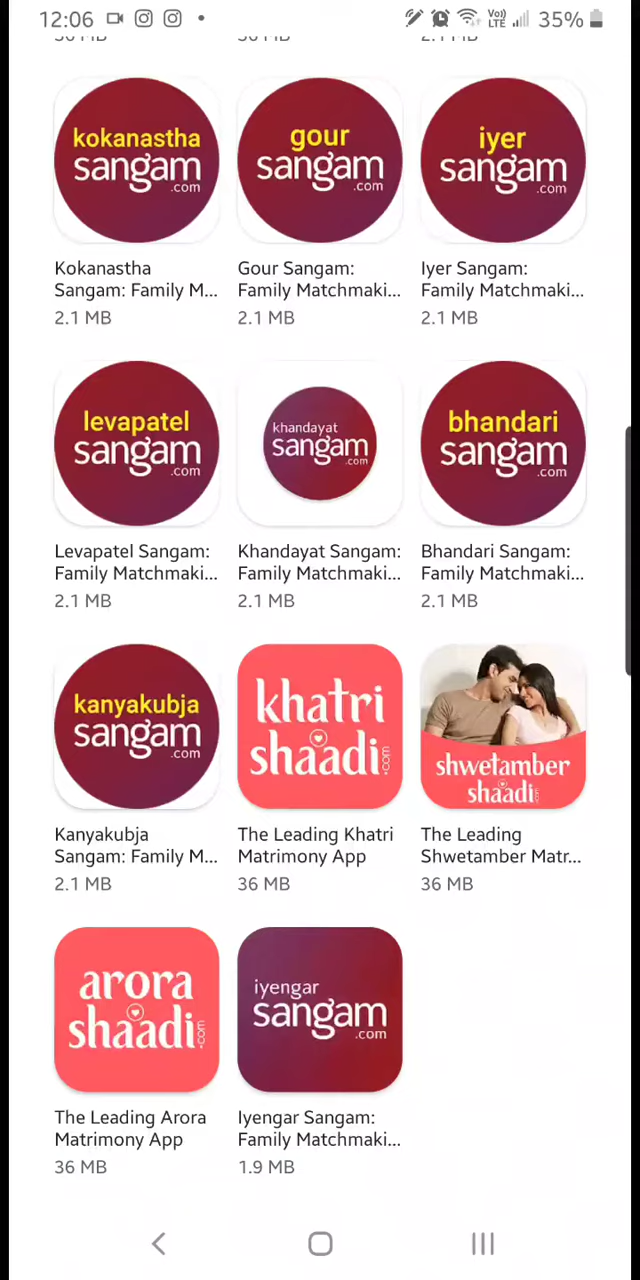 12:06
Vo)) LTE
35%
kokanastha
sangam
.com
gour
sangam
.com
iyer
sangam
.com
Kokanastha
Sangam: Family M...
2.1 MB
Gour Sangam:
Family Matchmaki...
2.1 MB
Iyer Sangam:
Family Matchmaki...
2.1 MB
levapatel
sangam
.com
khandayat
sangam
.com
bhandari
sangam
.com
Levapatel Sangam:
Family Matchmaki...
2.1 MB
Khandayat Sangam:
Family Matchmaki...
2.1 MB
Bhandari Sangam:
Family Matchmaki...
2.1 MB
kanyakubja
sangam
.com
khatri
shaadi.com
shwetamber
shaadi.com
Kanyakubja
Sangam: Family M...
2.1 MB
The Leading Khatri
Matrimony App
36 MB
The Leading
Shwetamber Matr...
36 MB
arora
shaadi.com
iyengar
sangam
.com
The Leading Arora
Matrimony App
36 MB
Iyengar Sangam:
Family Matchmaki...
1.9 MB